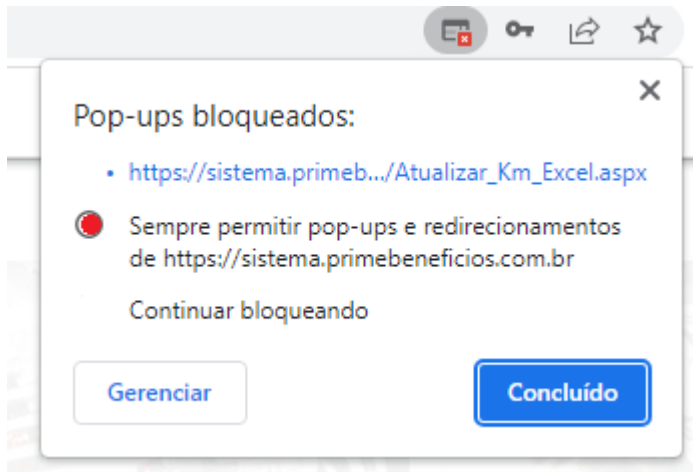 Pop-ups bloqueados:
• https://sistema.primeb.../Atualizar_Km_Excel.aspx
Sempre permitir pop-ups e redirecionamentos
de https://sistema.primebeneficios.com.br
Continuar bloqueando
Gerenciar
Concluído